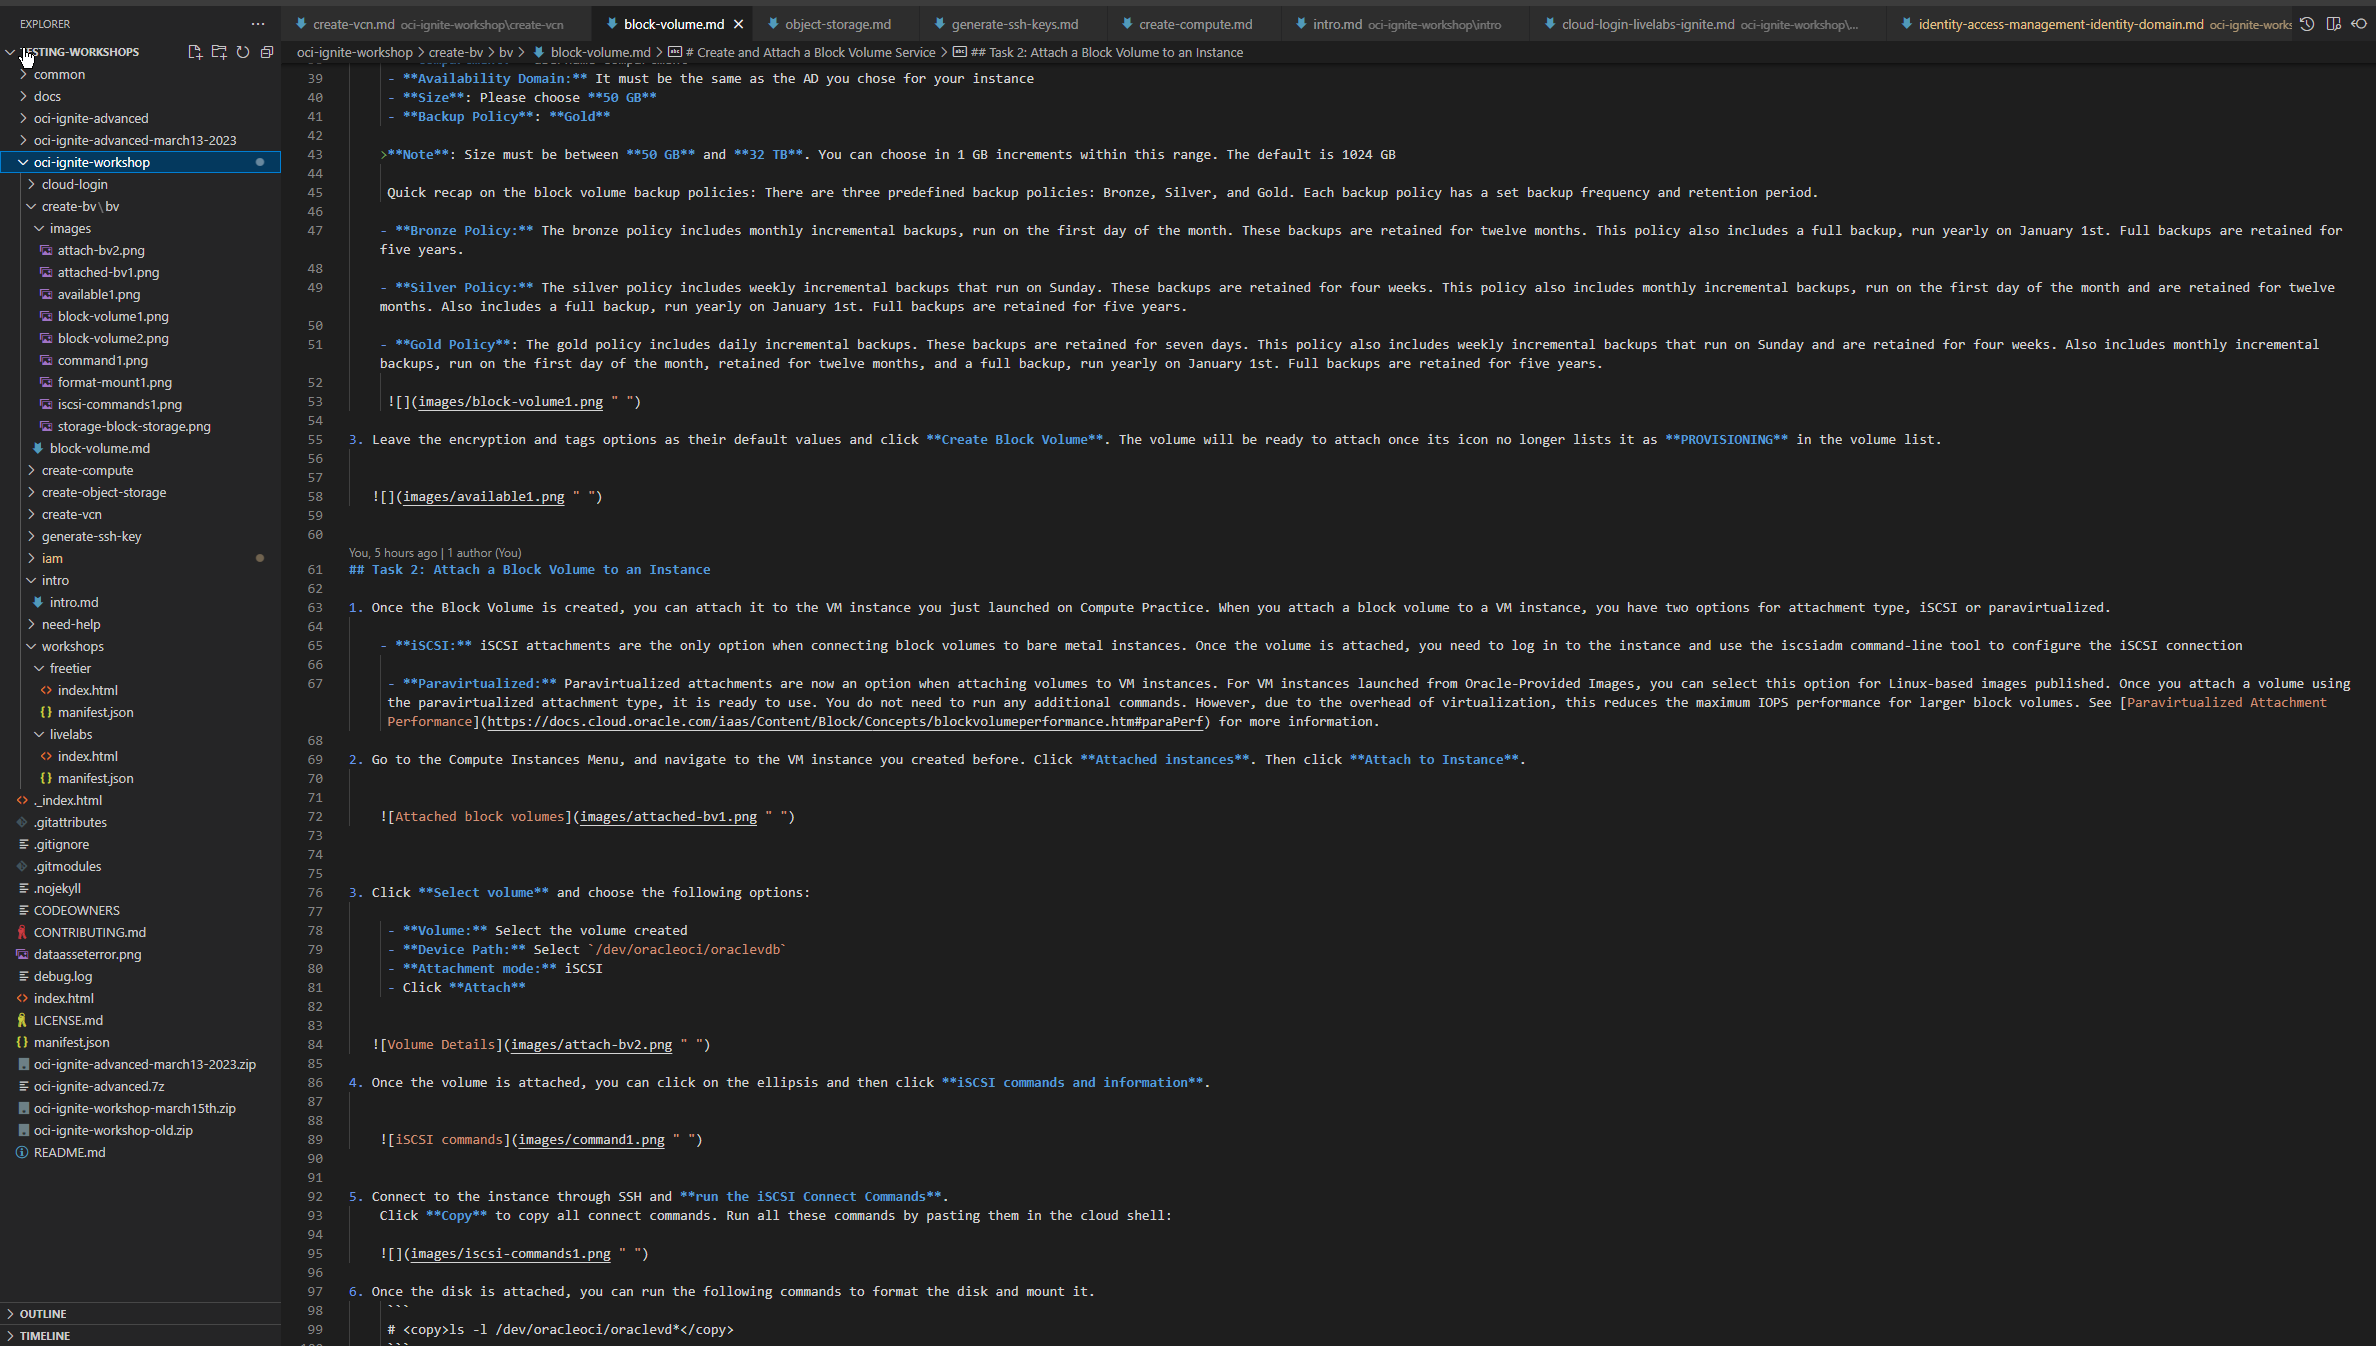 EXPLORER
TESTING-WORKSHOPS
common
docs
oci-ignite-advanced
oci-ignite-advanced-march13-2023
oci-ignite-workshop
cloud-login
create-bv\bv
images
attach-bv2.png
attached-bv1.png
available1.png
block-volume1.png
block-volume2.png
command1.png
format-mount1.png
iscsi-commands1.png
storage-block-storage.png
block-volume.md
create-compute
create-object-storage
create-vcn
generate-ssh-key
iam
intro
intro.md
need-help
workshops
freetier
index.html
manifest.json
livelabs
index.html
manifest.json
._index.html
.gitattributes
.gitignore
.gitmodules
.nojekyll
CODEOWNERS
CONTRIBUTING.md
dataasseterror.png
debug.log
index.html
LICENSE.md
manifest.json
oci-ignite-advanced-march13-2023.zip
oci-ignite-advanced.7z
oci-ignite-workshop-march15th.zip
oci-ignite-workshop-old.zip
README.md
OUTLINE
TIMELINE
create-vcn.md oci-ignite-workshop\create-vcn
block-volume.md
object-storage.md
generate-ssh-keys.md
create-compute.md
intro.md oci-ignite-workshop\intro
cloud-login-livelabs-ignite.md oci-ignite-workshop\...
identity-access-management-identity-domain.md oci-ignite-works
oci-ignite-workshop > create-bv > bv > block-volume.md > # Create and Attach a Block Volume Service > ## Task 2: Attach a Block Volume to an Instance
39 - **Availability Domain:** It must be the same as the AD you chose for your instance
40 - **Size**: Please choose **50 GB**
41 - **Backup Policy**: **Gold**
42
43 >**Note**: Size must be between **50 GB** and **32 TB**. You can choose in 1 GB increments within this range. The default is 1024 GB
44
45 Quick recap on the block volume backup policies: There are three predefined backup policies: Bronze, Silver, and Gold. Each backup policy has a set backup frequency and retention period.
46
47 - **Bronze Policy:** The bronze policy includes monthly incremental backups, run on the first day of the month. These backups are retained for twelve months. This policy also includes a full backup, run yearly on January 1st. Full backups are retained for
five years.
48
49 - **Silver Policy:** The silver policy includes weekly incremental backups that run on Sunday. These backups are retained for four weeks. This policy also includes monthly incremental backups, run on the first day of the month and are retained for twelve
months. Also includes a full backup, run yearly on January 1st. Full backups are retained for five years.
50
51 - **Gold Policy**: The gold policy includes daily incremental backups. These backups are retained for seven days. This policy also includes weekly incremental backups that run on Sunday and are retained for four weeks. Also includes monthly incremental
backups, run on the first day of the month, retained for twelve months, and a full backup, run yearly on January 1st. Full backups are retained for five years.
52
53 ![](images/block-volume1.png " ")
54
55 3. Leave the encryption and tags options as their default values and click **Create Block Volume**. The volume will be ready to attach once its icon no longer lists it as **PROVISIONING** in the volume list.
56
57
58 ![](images/available1.png " ")
59
60
You, 5 hours ago | 1 author (You)
61 ## Task 2: Attach a Block Volume to an Instance
62
63 1. Once the Block Volume is created, you can attach it to the VM instance you just launched on Compute Practice. When you attach a block volume to a VM instance, you have two options for attachment type, iSCSI or paravirtualized.
64
65 - **iSCSI:** iSCSI attachments are the only option when connecting block volumes to bare metal instances. Once the volume is attached, you need to log in to the instance and use the iscsiadm command-line tool to configure the iSCSI connection
66
67 - **Paravirtualized:** Paravirtualized attachments are now an option when attaching volumes to VM instances. For VM instances launched from Oracle-Provided Images, you can select this option for Linux-based images published. Once you attach a volume using
the paravirtualized attachment type, it is ready to use. You do not need to run any additional commands. However, due to the overhead of virtualization, this reduces the maximum IOPS performance for larger block volumes. See [Paravirtualized Attachment
Performance](https://docs.cloud.oracle.com/iaas/Content/Block/Concepts/blockvolumeperformance.htm#paraPerf) for more information.
68
69 2. Go to the Compute Instances Menu, and navigate to the VM instance you created before. Click **Attached instances**. Then click **Attach to Instance**.
70
71
72 ![Attached block volumes](images/attached-bv1.png " ")
73
74
75
76 3. Click **Select volume** and choose the following options:
77
78 - **Volume:** Select the volume created
79 - **Device Path:** Select `/dev/oracleoci/oraclevdb`
80 - **Attachment mode:** iSCSI
81 - Click **Attach**
82
83
84 ![Volume Details](images/attach-bv2.png " ")
85
86 4. Once the volume is attached, you can click on the ellipsis and then click **iSCSI commands and information**.
87
88
89 ![iSCSI commands](images/command1.png " ")
90
91
92 5. Connect to the instance through SSH and **run the iSCSI Connect Commands**.
93 Click **Copy** to copy all connect commands. Run all these commands by pasting them in the cloud shell:
94
95 ![](images/iscsi-commands1.png " ")
96
97 6. Once the disk is attached, you can run the following commands to format the disk and mount it.
98 ```
99 # <copy>ls -l /dev/oracleoci/oraclevd*</copy>